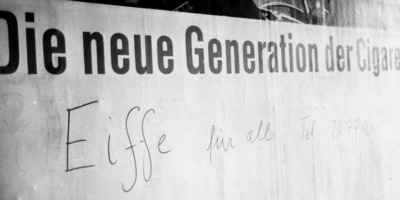 Die neue Generation der Cigare
Eiffe für alle, Tel